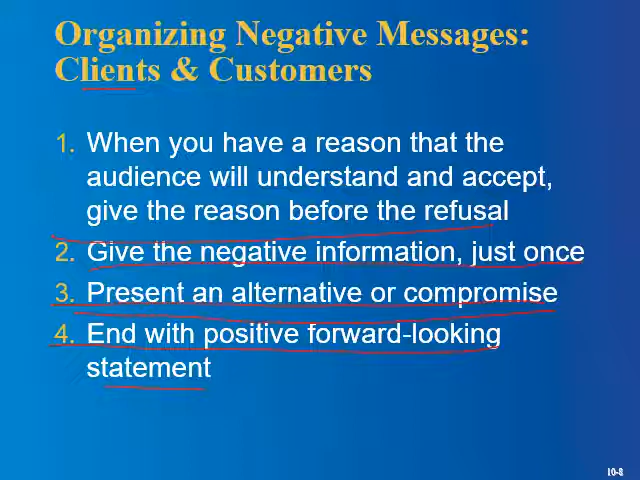 Organizing Negative Messages:
Clients & Customers
1. When you have a reason that the
audience will understand and accept,
give the reason before the refusal
2. Give the negative information, just once
3. Present an alternative or compromise
4. End with positive forward-looking
statement
10-8